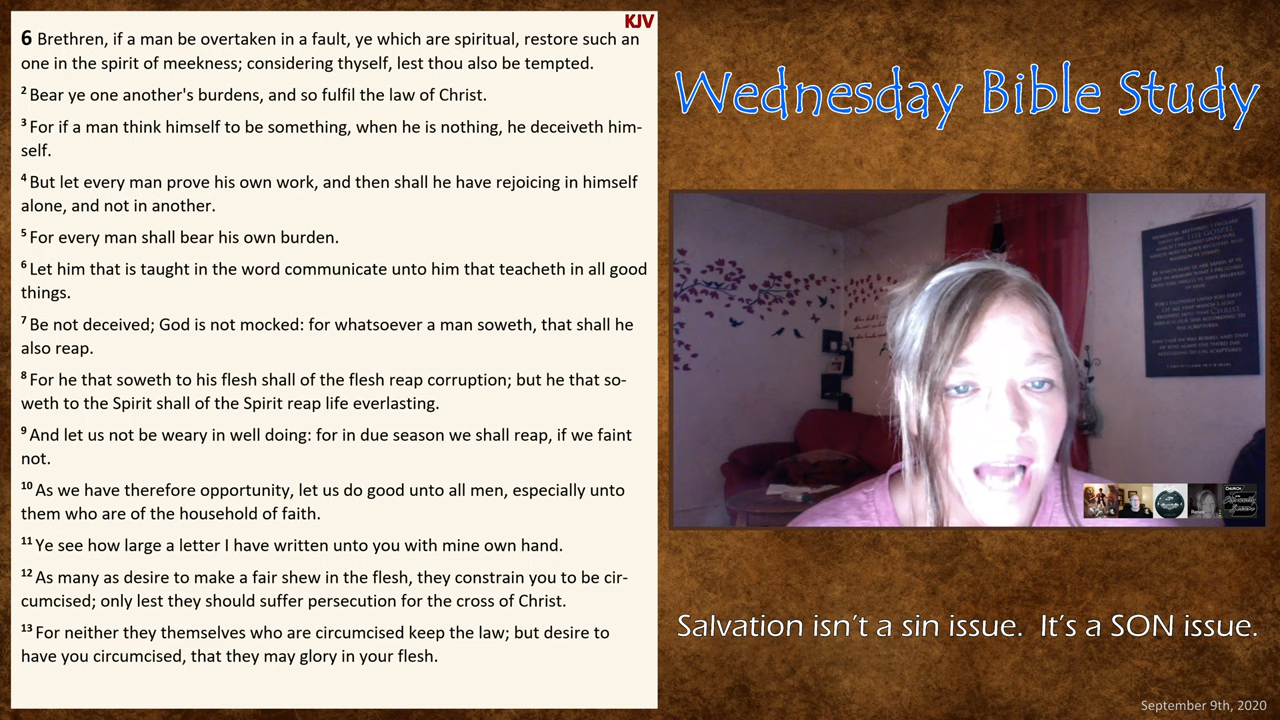 KJV
6 Brethren, if a man be overtaken in a fault, ye which are spiritual, restore such an
one in the spirit of meekness; considering thyself, lest thou also be tempted.
2 Bear ye one another's burdens, and so fulfil the law of Christ.
3 For if a man think himself to be something, when he is nothing, he deceiveth him-
self.
4 But let every man prove his own work, and then shall he have rejoicing in himself
alone, and not in another.
5 For every man shall bear his own burden.
6 Let him that is taught in the word communicate unto him that teacheth in all good
things.
7 Be not deceived; God is not mocked: for whatsoever a man soweth, that shall he
also reap.
8 For he that soweth to his flesh shall of the flesh reap corruption; but he that so-
weth to the Spirit shall of the Spirit reap life everlasting.
9 And let us not be weary in well doing: for in due season we shall reap, if we faint
not.
10 As we have therefore opportunity, let us do good unto all men, especially unto
them who are of the household of faith.
11 Ye see how large a letter I have written unto you with mine own hand.
12 As many as desire to make a fair shew in the flesh, they constrain you to be cir-
cumcised; only lest they should suffer persecution for the cross of Christ.
13 For neither they themselves who are circumcised keep the law; but desire to
have you circumcised, that they may glory in your flesh.
Wednesday Bible Study
THE GOSPEL
CHRIST
THE SCRIPTURES
CHURCH
Salvation isn't a sin issue. It's a SON issue.
September 9th, 2020